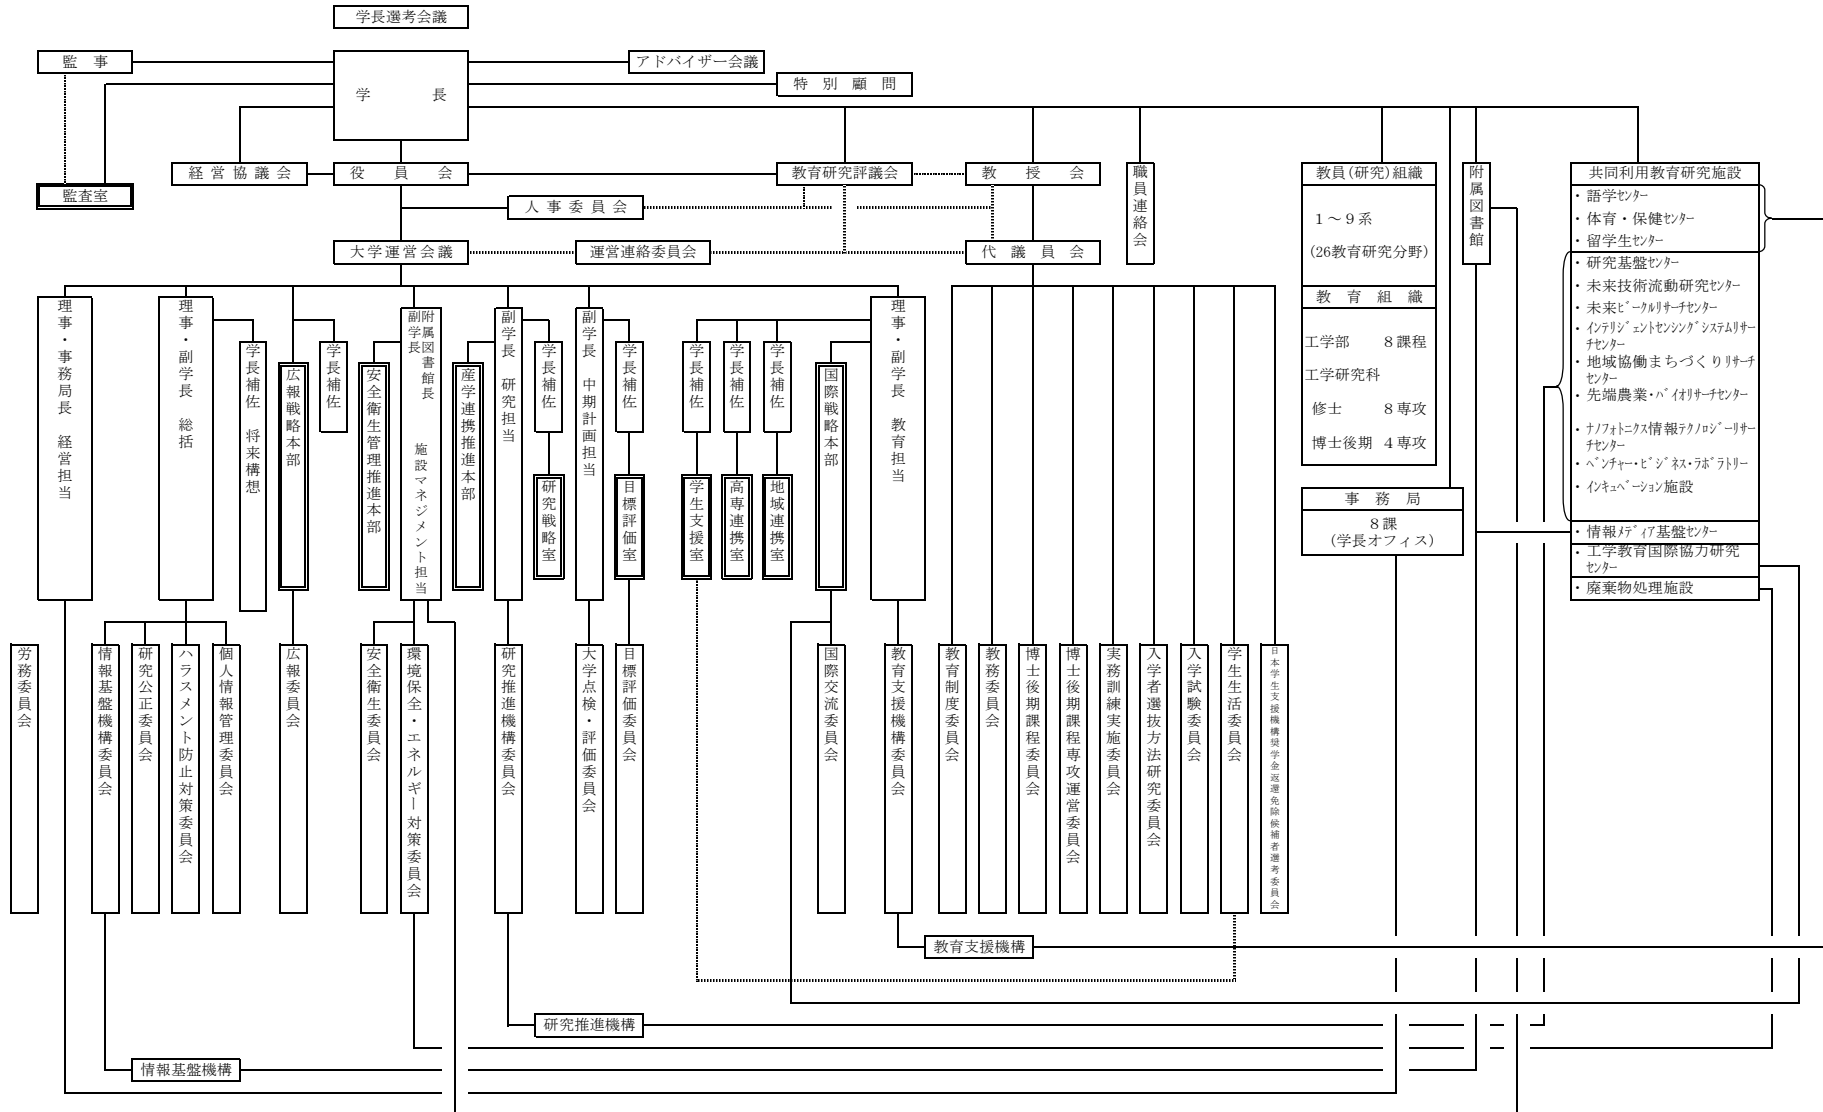 学長選考会議
監　事
アドバイザー会議
学　　　長
特　別　顧　問
経 営 協 議 会
役　員　会
教育研究評議会
教　授　会
監査室
人 事 委 員 会
大学運営会議
運営連絡委員会
代　議　員　会
職員連絡会
教員(研究)組織
１～９系
(26教育研究分野)
教　育　組　織
工学部　８課程
工学研究科
修士　８専攻
博士後期　４専攻
事　務　局
８課
(学長オフィス)
附属図書館
共同利用教育研究施設
・語学ｾﾝﾀｰ
・体育・保健ｾﾝﾀｰ
・留学生ｾﾝﾀｰ
・研究基盤ｾﾝﾀｰ
・未来技術流動研究ｾﾝﾀｰ
・未来ﾋﾞｰｸﾙﾘｻｰﾁｾﾝﾀｰ
・ｲﾝﾃﾘｼﾞｪﾝﾄｾﾝｼﾝｸﾞｼｽﾃﾑﾘｻｰ
ﾁｾﾝﾀｰ
・地域協働まちづくりﾘｻｰﾁ
ｾﾝﾀｰ
・先端農業・ﾊﾞｲｵﾘｻｰﾁｾﾝﾀｰ
・ﾅﾉﾌｫﾄﾆｸｽ情報ﾃｸﾉﾛｼﾞｰﾘｻｰ
ﾁｾﾝﾀｰ
・ﾍﾞﾝﾁｬｰ・ﾋﾞｼﾞﾈｽ・ﾗﾎﾞﾗﾄﾘｰ
・ｲﾝｷｭﾍﾞｰｼｮﾝ施設
・情報ﾒﾃﾞｨｱ基盤ｾﾝﾀｰ
・工学教育国際協力研究
ｾﾝﾀｰ
・廃棄物処理施設
理事・事務局長　経営担当
理事・副学長　総括
学長補佐　将来構想
広報戦略本部
学長補佐
安全衛生管理推進本部
附属図書館長
副学長
施設マネジメント担当
産学連携推進本部
副学長　研究担当
学長補佐
研究戦略室
副学長　中期計画担当
学長補佐
目標評価室
学長補佐
学生支援室
学長補佐
高専連携室
学長補佐
地域連携室
国際戦略本部
理事・副学長　教育担当
労務委員会
情報基盤機構委員会
研究公正委員会
ハラスメント防止対策委員会
個人情報管理委員会
広報委員会
安全衛生委員会
環境保全・エネルギー対策委員会
研究推進機構委員会
大学点検・評価委員会
目標評価委員会
国際交流委員会
教育支援機構委員会
教育制度委員会
教務委員会
博士後期課程委員会
博士後期課程専攻運営委員会
実務訓練実施委員会
入学者選抜方法研究委員会
入学試験委員会
学生生活委員会
日本学生支援機構奨学金返還免除候補者選考委員会
教育支援機構
研究推進機構
情報基盤機構